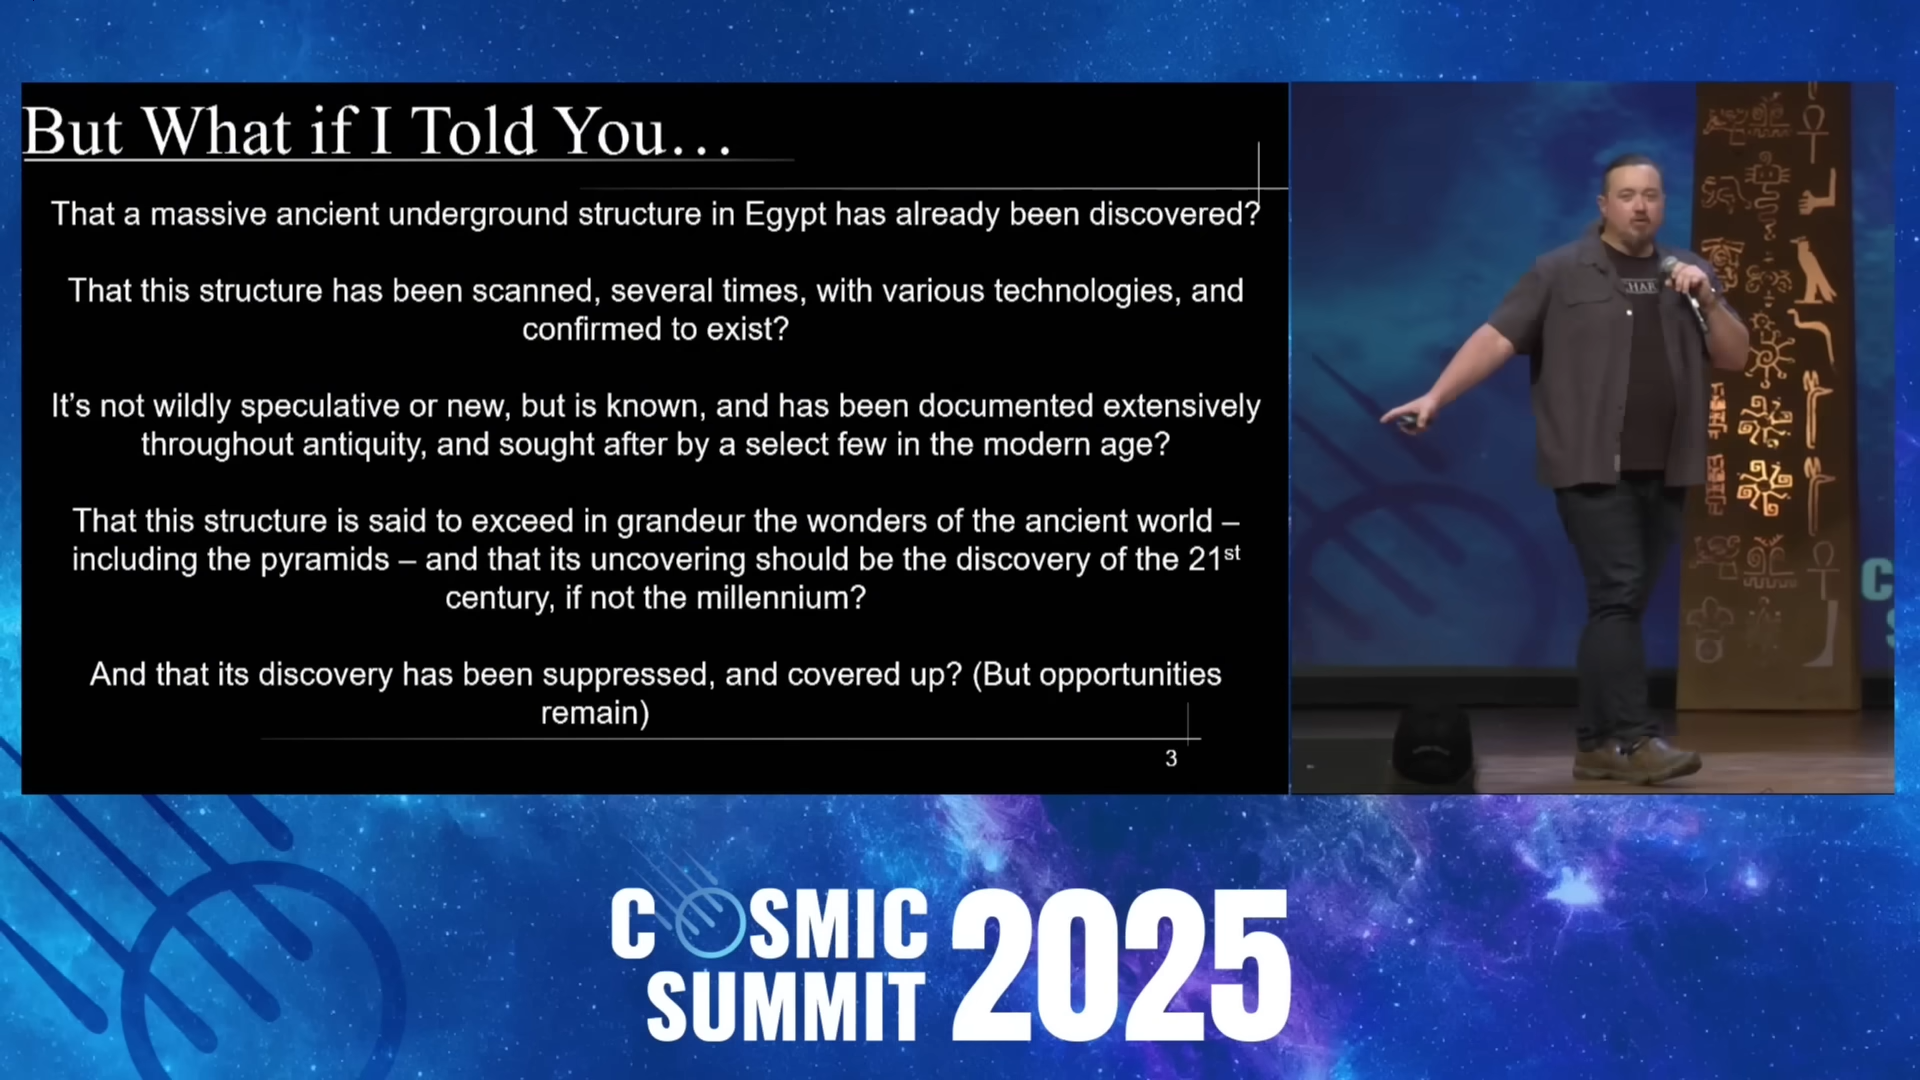 But What if I Told You…
That a massive ancient underground structure in Egypt has already been discovered?
That this structure has been scanned, several times, with various technologies, and
confirmed to exist?
It’s not wildly speculative or new, but is known, and has been documented extensively
throughout antiquity, and sought after by a select few in the modern age?
That this structure is said to exceed in grandeur the wonders of the ancient world –
including the pyramids – and that its uncovering should be the discovery of the 21st
century, if not the millennium?
And that its discovery has been suppressed, and covered up? (But opportunities
remain)
3
CHAR
C
S
COSMIC
SUMMIT
2025